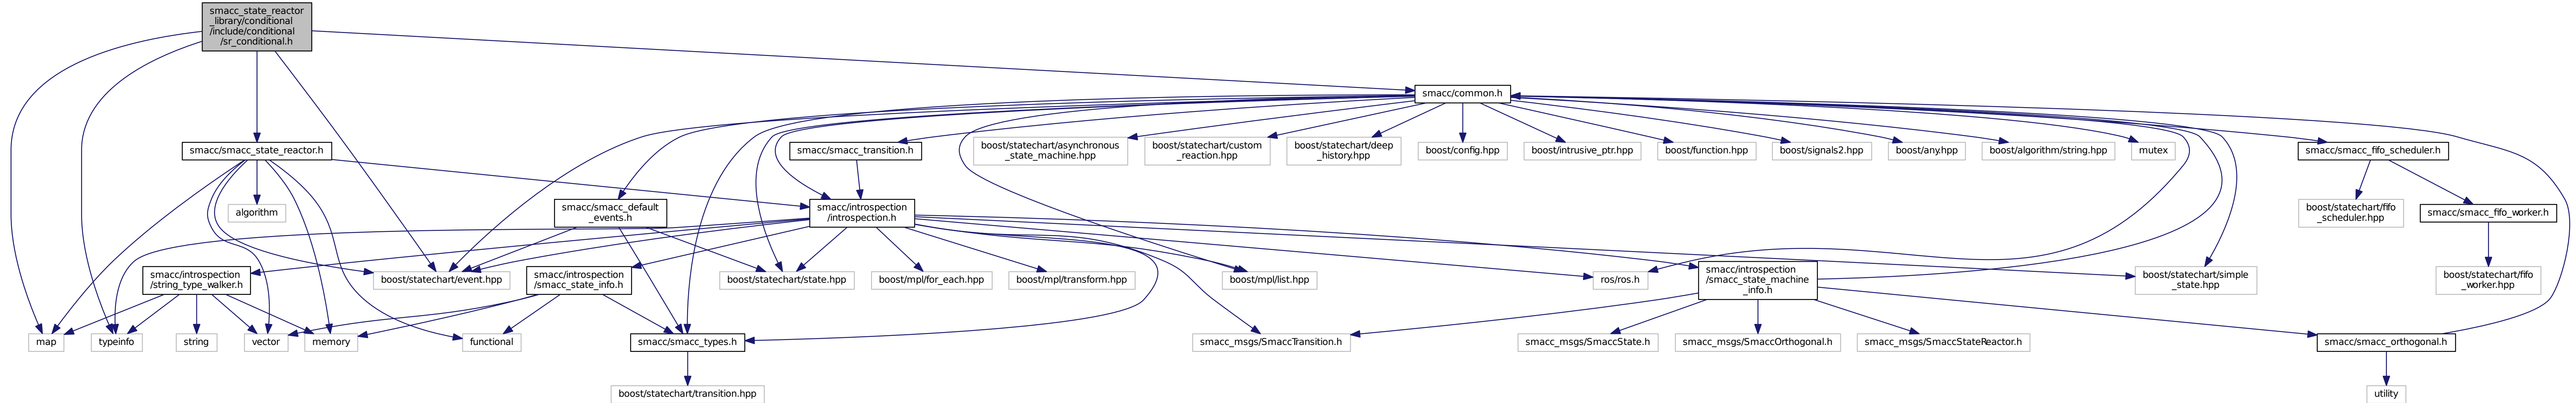 smacc_state_reactor
_library/conditional
/include/conditional
/sr_conditional.h
smacc/common.h
smacc/smacc_state_reactor.h
smacc/smacc_transition.h
boost/statechart/asynchronous
_state_machine.hpp
boost/statechart/custom
_reaction.hpp
boost/statechart/deep
_history.hpp
boost/config.hpp
boost/intrusive_ptr.hpp
boost/function.hpp
boost/signals2.hpp
boost/any.hpp
boost/algorithm/string.hpp
mutex
smacc/smacc_fifo_scheduler.h
algorithm
smacc/smacc_default
_events.h
smacc/introspection
/introspection.h
boost/statechart/fifo
_scheduler.hpp
smacc/smacc_fifo_worker.h
smacc/introspection
/string_type_walker.h
boost/statechart/event.hpp
smacc/introspection
/smacc_state_info.h
boost/statechart/state.hpp
boost/mpl/for_each.hpp
boost/mpl/transform.hpp
boost/mpl/list.hpp
ros/ros.h
smacc/introspection
/smacc_state_machine
_info.h
boost/statechart/simple
_state.hpp
boost/statechart/fifo
_worker.hpp
map
typeinfo
string
vector
memory
functional
smacc/smacc_types.h
smacc_msgs/SmaccTransition.h
smacc_msgs/SmaccState.h
smacc_msgs/SmaccOrthogonal.h
smacc_msgs/SmaccStateReactor.h
smacc/smacc_orthogonal.h
boost/statechart/transition.hpp
utility